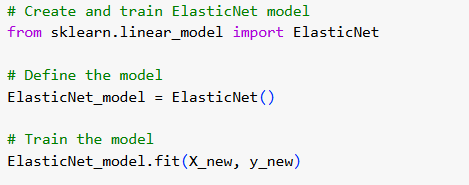 # Create and train ElasticNet model
from sklearn.linear_model import ElasticNet
# Define the model
ElasticNet_model = ElasticNet()
# Train the model
ElasticNet_model.fit(X_new, y_new)